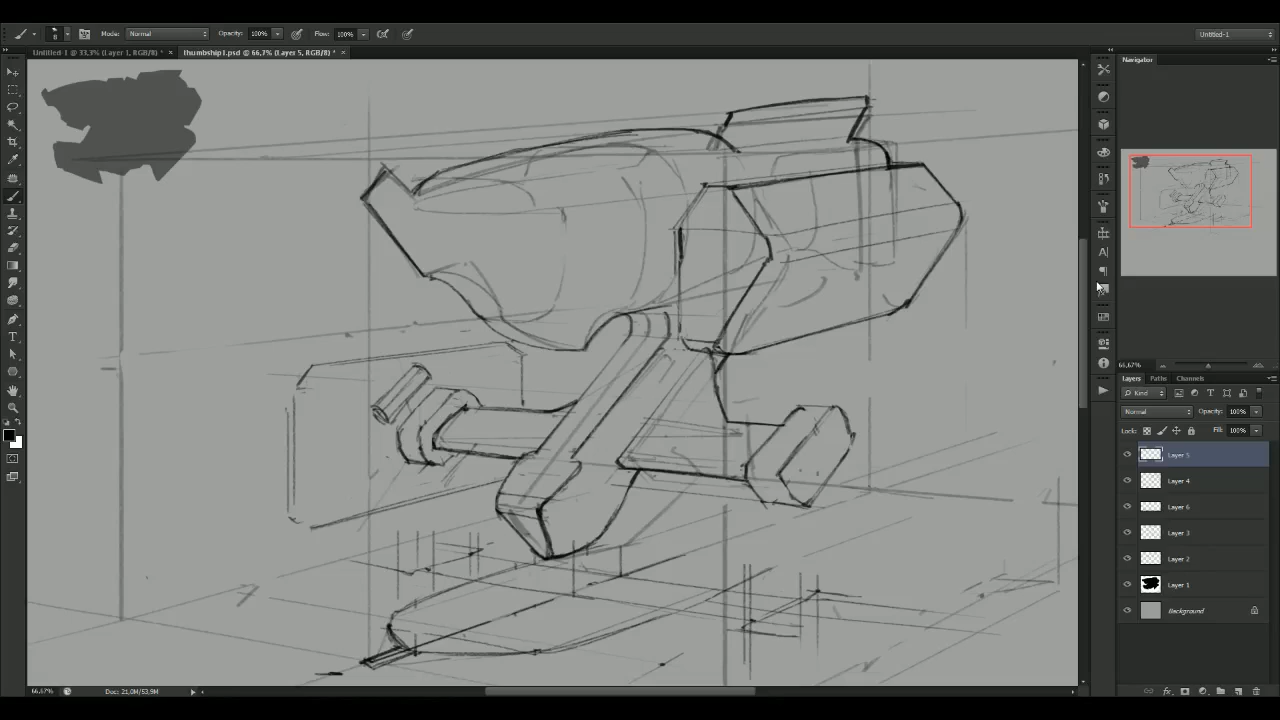 Mode: Normal Opacity: 100% Flow: 100% Untitled-1
Untitled-1 @ 33,3% (Layer 1, RGB/8) * × thumbship1.psd @ 66,7% (Layer 5, RGB/8) * ×
Navigator
66,67%
Layers Paths Channels
Kind
Normal Opacity: 100%
Lock: Fill: 100%
Layer 5
Layer 4
Layer 6
Layer 3
Layer 2
Layer 1
Background
66,67% Doc: 21,0M/53,9M